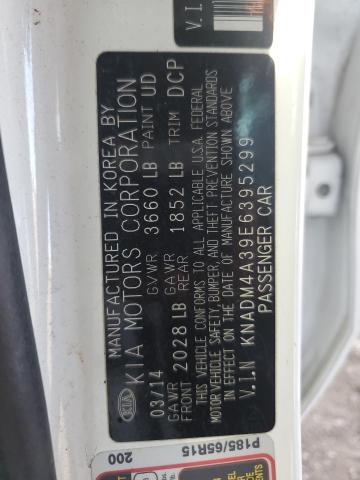 MANUFACTURED IN KOREA BY
KIA KIA MOTORS CORPORATION
03/14 GVWR 3660 LB PAINT UD
GAWR FRONT 2028 LB GAWR REAR 1852 LB TRIM DCP
THIS VEHICLE CONFORMS TO ALL APPLICABLE U.S.A. FEDERAL
MOTOR VEHICLE SAFETY, BUMPER, AND THEFT PREVENTION STANDARDS
IN EFFECT ON THE DATE OF MANUFACTURE SHOWN ABOVE
V.I.N KNADM4A39E6395299
PASSENGER CAR
V.I.
P185/65R15
200